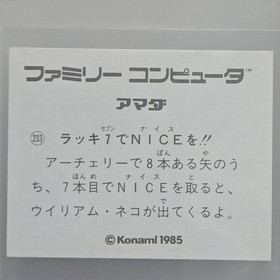 ファミリー コンピュータ
アマダ
233 ラッキ7でNICEを!!
アーチェリーで8本ある矢のう
ち、7本目でNICEを取ると、
ウイリアム・ネコが出てくるよ。
©Konami 1985